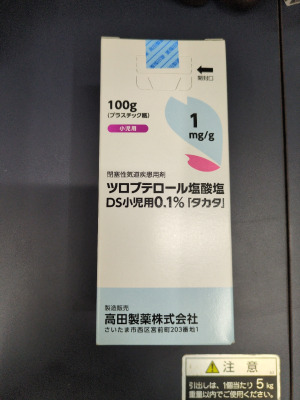 開封口
100g
(プラスチック瓶)
小児用
1
mg/g
閉塞性気道疾患用剤
ツロブテロール塩酸塩
DS小児用0.1%「タカタ」
製造販売
高田製薬株式会社
さいたま市西区宮前町203番地1
注 意
引出しは、1個当たり5kg
重量以内でご使用ください。